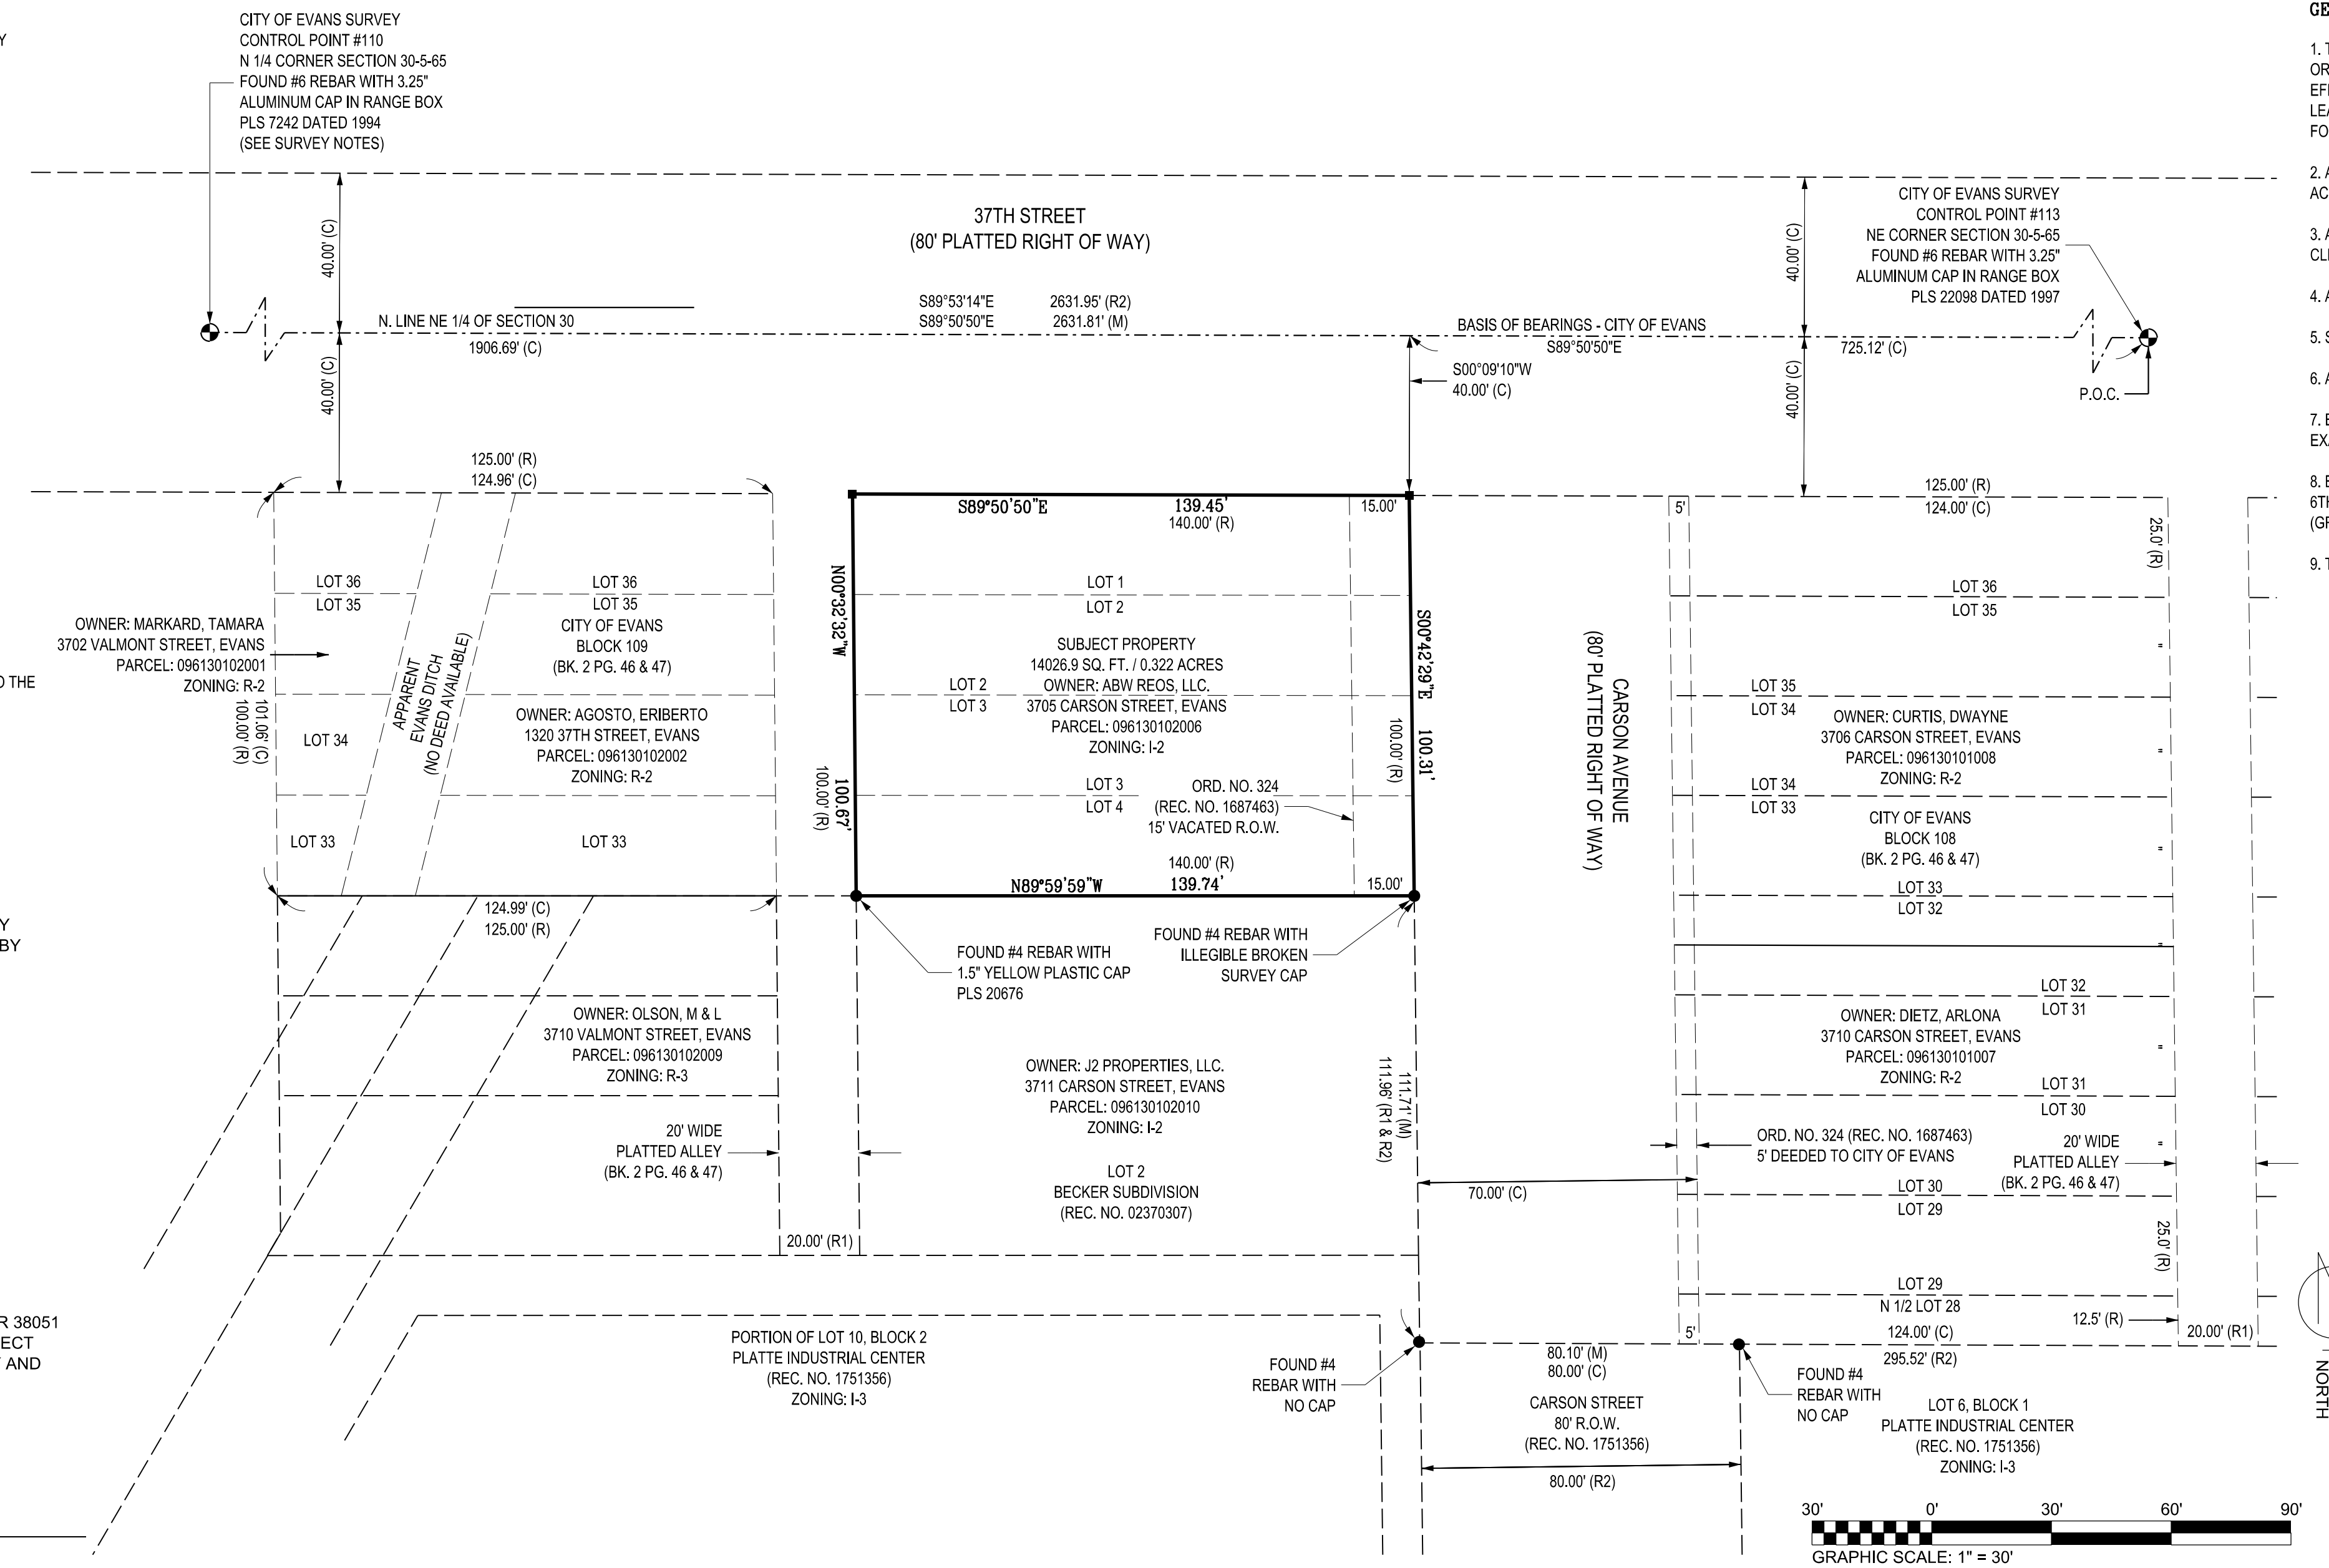 CITY OF EVANS SURVEY
CONTROL POINT #110
N 1/4 CORNER SECTION 30-5-65
FOUND #6 REBAR WITH 3.25"
ALUMINUM CAP IN RANGE BOX
PLS 7242 DATED 1994
(SEE SURVEY NOTES)
Y
37TH STREET
(80' PLATTED RIGHT OF WAY)
CITY OF EVANS SURVEY
CONTROL POINT #113
NE CORNER SECTION 30-5-65
FOUND #6 REBAR WITH 3.25"
ALUMINUM CAP IN RANGE BOX
PLS 22098 DATED 1997
P.O.C.
40.00' (C)
40.00' (C)
40.00' (C)
40.00' (C)
N. LINE NE 1/4 OF SECTION 30
1906.69' (C)
S89°53'14"E 2631.95' (R2)
S89°50'50"E 2631.81' (M)
BASIS OF BEARINGS - CITY OF EVANS
S89°50'50"E
725.12' (C)
S00°09'10"W
40.00' (C)
125.00' (R)
124.96' (C)
LOT 36
LOT 35
LOT 36
LOT 35
CITY OF EVANS
BLOCK 109
(BK. 2 PG. 46 & 47)
OWNER: MARKARD, TAMARA
3702 VALMONT STREET, EVANS
PARCEL: 096130102001
ZONING: R-2
101.06' (C)
100.00' (R)
APPARENT
EVANS DITCH
(NO DEED AVAILABLE)
LOT 34
OWNER: AGOSTO, ERIBERTO
1320 37TH STREET, EVANS
PARCEL: 096130102002
ZONING: R-2
LOT 33
LOT 33
124.99' (C)
125.00' (R)
S89°50'50"E 139.45'
140.00' (R)
15.00'
N00°32'32"W
100.67'
100.00' (R)
LOT 1
LOT 2
SUBJECT PROPERTY
14026.9 SQ. FT. / 0.322 ACRES
OWNER: ABW REOS, LLC.
3705 CARSON STREET, EVANS
PARCEL: 096130102006
ZONING: I-2
LOT 2
LOT 3
LOT 3
LOT 4
ORD. NO. 324
(REC. NO. 1687463)
15' VACATED R.O.W.
S00°42'29"E 100.31'
100.00' (R)
140.00' (R)
N89°59'59"W 139.74'
15.00'
CARSON AVENUE
(80' PLATTED RIGHT OF WAY)
5'
125.00' (R)
124.00' (C)
25.0' (R)
LOT 36
LOT 35
LOT 35
LOT 34
OWNER: CURTIS, DWAYNE
3706 CARSON STREET, EVANS
PARCEL: 096130101008
ZONING: R-2
LOT 34
LOT 33
CITY OF EVANS
BLOCK 108
(BK. 2 PG. 46 & 47)
LOT 33
LOT 32
"
"
"
"
"
"
LOT 32
LOT 31
OWNER: DIETZ, ARLONA
3710 CARSON STREET, EVANS
PARCEL: 096130101007
ZONING: R-2
LOT 31
LOT 30
ORD. NO. 324 (REC. NO. 1687463)
5' DEEDED TO CITY OF EVANS
20' WIDE
PLATTED ALLEY
(BK. 2 PG. 46 & 47)
LOT 30
LOT 29
25.0' (R)
LOT 29
N 1/2 LOT 28
12.5' (R)
20.00' (R1)
FOUND #4 REBAR WITH
1.5" YELLOW PLASTIC CAP
PLS 20676
FOUND #4 REBAR WITH
ILLEGIBLE BROKEN
SURVEY CAP
OWNER: OLSON, M & L
3710 VALMONT STREET, EVANS
PARCEL: 096130102009
ZONING: R-3
20' WIDE
PLATTED ALLEY
(BK. 2 PG. 46 & 47)
20.00' (R1)
OWNER: J2 PROPERTIES, LLC.
3711 CARSON STREET, EVANS
PARCEL: 096130102010
ZONING: I-2
LOT 2
BECKER SUBDIVISION
(REC. NO. 02370307)
111.71' (M)
111.96' (R1 & R2)
70.00' (C)
PORTION OF LOT 10, BLOCK 2
PLATTE INDUSTRIAL CENTER
(REC. NO. 1751356)
ZONING: I-3
FOUND #4
REBAR WITH
NO CAP
5'
80.10' (M)
80.00' (C)
124.00' (C)
295.52' (R2)
CARSON STREET
80' R.O.W.
(REC. NO. 1751356)
80.00' (R2)
FOUND #4
REBAR WITH
NO CAP
LOT 6, BLOCK 1
PLATTE INDUSTRIAL CENTER
(REC. NO. 1751356)
ZONING: I-3
30' 0' 30' 60' 90'
GRAPHIC SCALE: 1" = 30'
NORTH
THE
Y
BY
R 38051
ECT
AND
GE
1. T
OR
EF
LEA
FO
2. A
AC
3. A
CL
4. A
5. S
6. A
7. E
EX
8. E
6TH
(GF
9. T